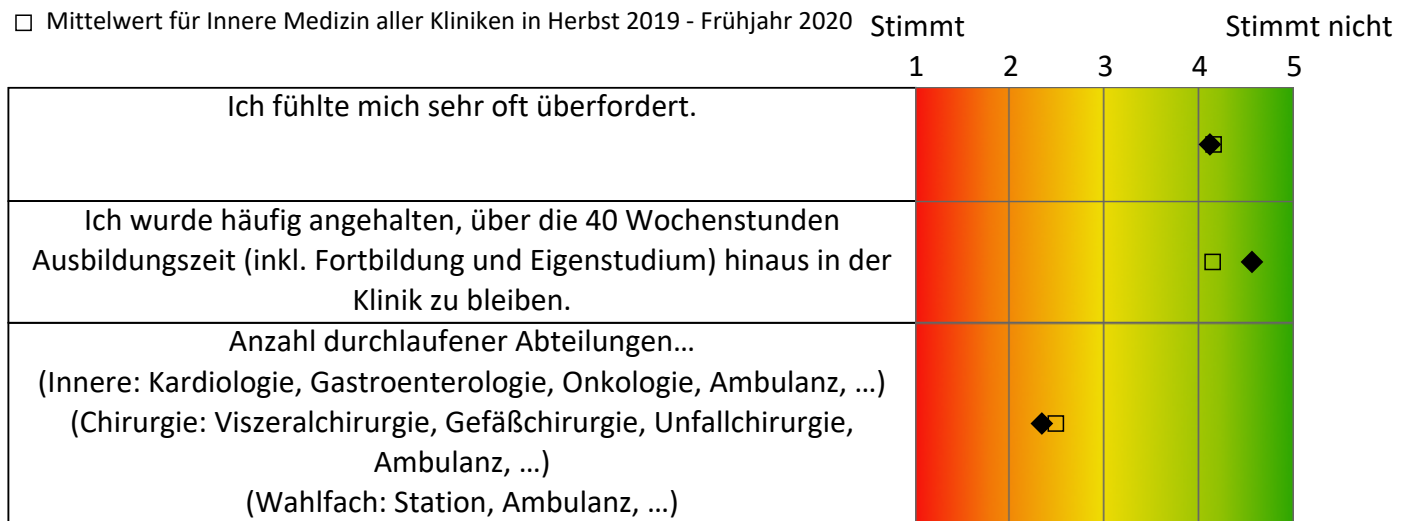 □ Mittelwert für Innere Medizin aller Kliniken in Herbst 2019 - Frühjahr 2020 Stimmt Stimmt nicht
1 2 3 4 5
Ich fühlte mich sehr oft überfordert.
Ich wurde häufig angehalten, über die 40 Wochenstunden
Ausbildungszeit (inkl. Fortbildung und Eigenstudium) hinaus in der
Klinik zu bleiben.
Anzahl durchlaufener Abteilungen…
(Innere: Kardiologie, Gastroenterologie, Onkologie, Ambulanz, …)
(Chirurgie: Viszeralchirurgie, Gefäßchirurgie, Unfallchirurgie,
Ambulanz, …)
(Wahlfach: Station, Ambulanz, …)